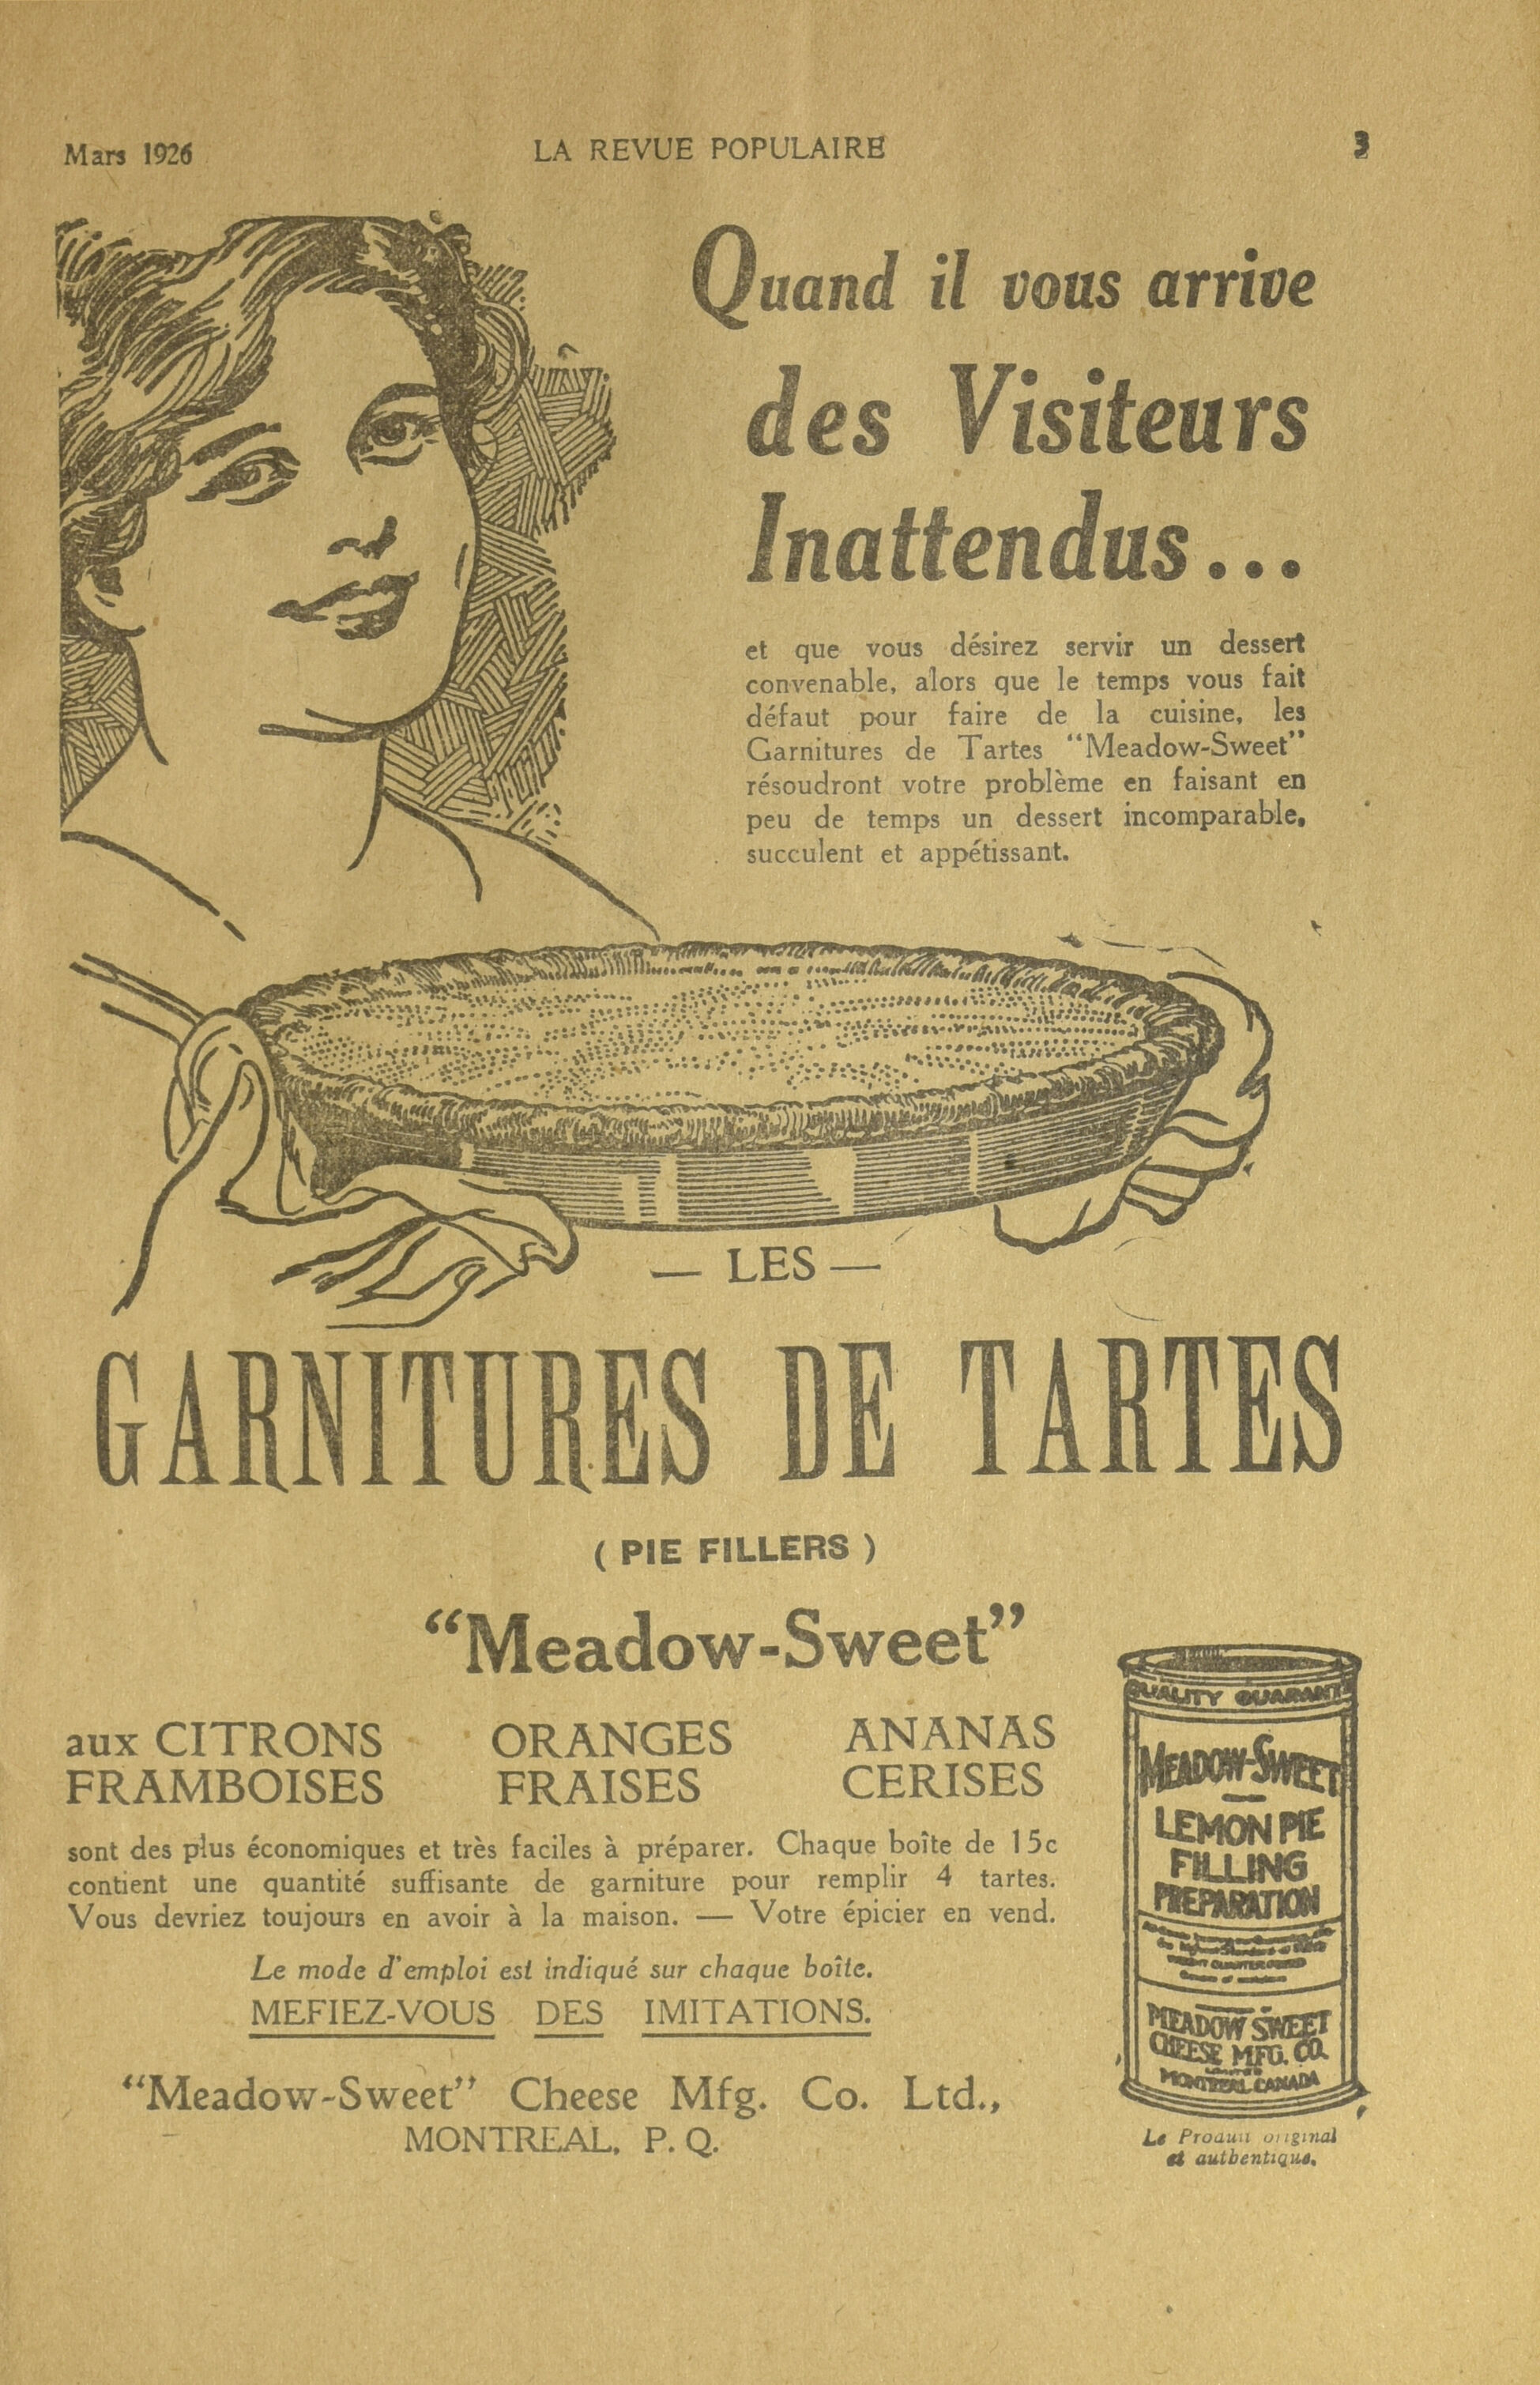 Mars 1926
LA REVUE POPULAIRE
3
Quand il vous arrive
des Visiteurs
Inattendus...
et que vous désirez servir un dessert
convenable, alors que le temps vous fait
défaut pour faire de la cuisine, les
Garnitures de Tartes "Meadow-Sweet"
résoudront votre problème en faisant en
peu de temps un dessert incomparable,
succulent et appétissant.
— LES —
GARNITURES DE TARTES
( PIE FILLERS )
"Meadow-Sweet"
aux CITRONS ORANGES ANANAS
FRAMBOISES FRAISES CERISES
sont des plus économiques et très faciles à préparer. Chaque boîte de 15c
contient une quantité suffisante de garniture pour remplir 4 tartes.
Vous devriez toujours en avoir à la maison. — Votre épicier en vend.
Le mode d'emploi est indiqué sur chaque boîte.
MEFIEZ-VOUS DES IMITATIONS.
"Meadow-Sweet" Cheese Mfg. Co. Ltd.,
MONTREAL, P. Q.
QUALITY GUARANT
MEADOW-SWEET
LEMON PIE
FILLING
PREPARATION
MEADOW SWEET
CHEESE MFG. CO.
LIMITED
MONTREAL CANADA
Le Produit original
et authentique.